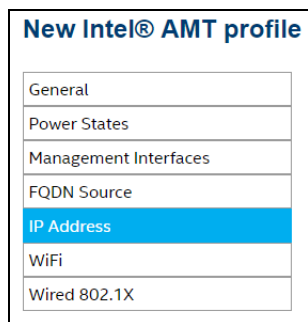 New Intel® AMT profile
General
Power States
Management Interfaces
FQDN Source
IP Address
WiFi
Wired 802.1X